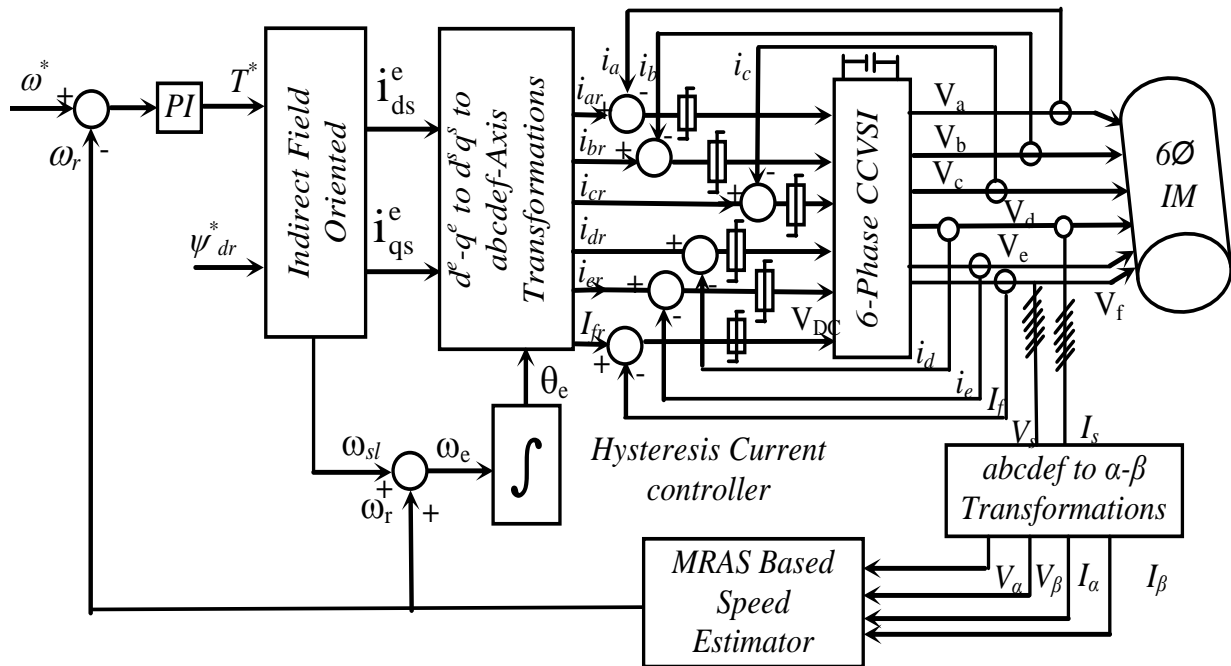 ω*
+
-
ω_r
PI
T*
ψ*_dr
Indirect Field
Oriented
i^e_ds
i^e_qs
d^e-q^e to d^s q^s to
abcdef-Axis
Transformations
i_ar
i_br
i_cr
i_dr
i_er
I_fr
i_a
i_b
i_c
+
-
+
-
+
-
+
-
+
-
+
-
V_DC
6-Phase CCVSI
V_a
V_b
V_c
V_d
V_e
V_f
6Ø
IM
i_d
i_e
I_f
θ_e
ω_sl
+
ω_r
+
ω_e
∫
Hysteresis Current
controller
V_s
I_s
abcdef to α-β
Transformations
V_α
V_β
I_α
I_β
MRAS Based
Speed
Estimator